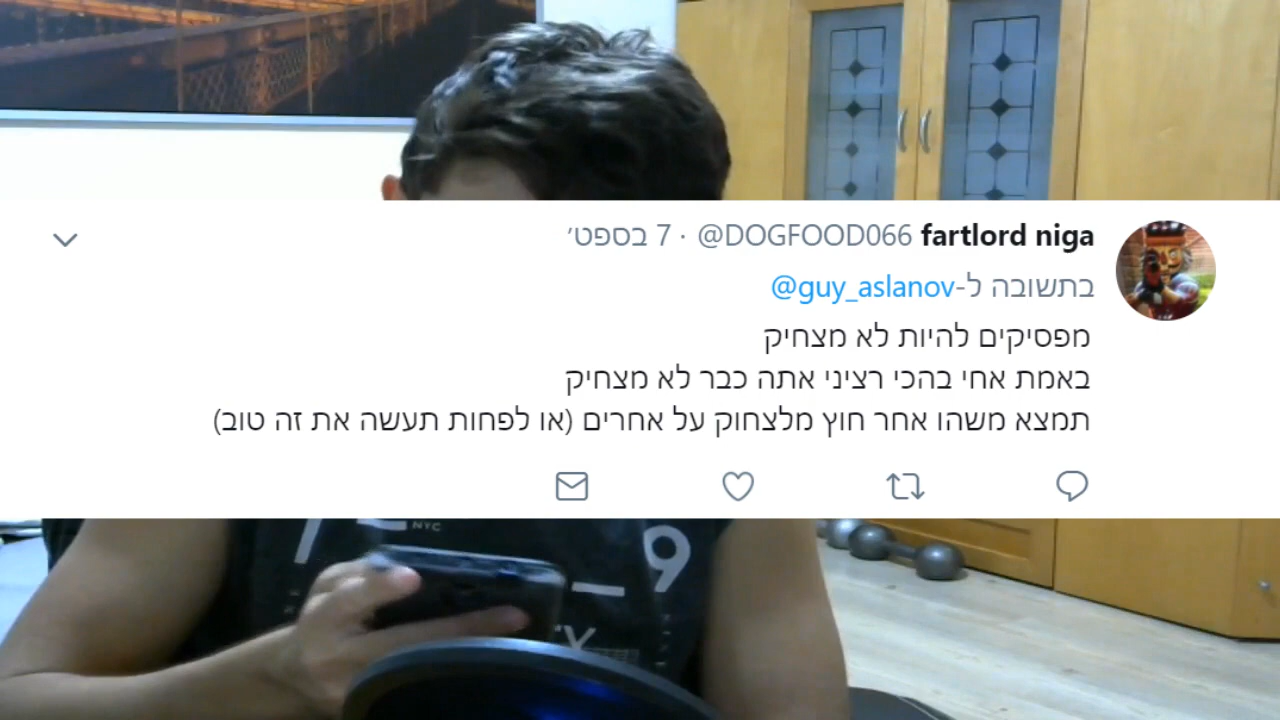 fartlord niga @DOGFOOD066 · 7 בספט׳
בתשובה ל-@guy_aslanov
מפסיקים להיות לא מצחיק
באמת אחי בהכי רציני אתה כבר לא מצחיק
תמצא משהו אחר חוץ מלצחוק על אחרים (או לפחות תעשה את זה טוב)
NYC
9